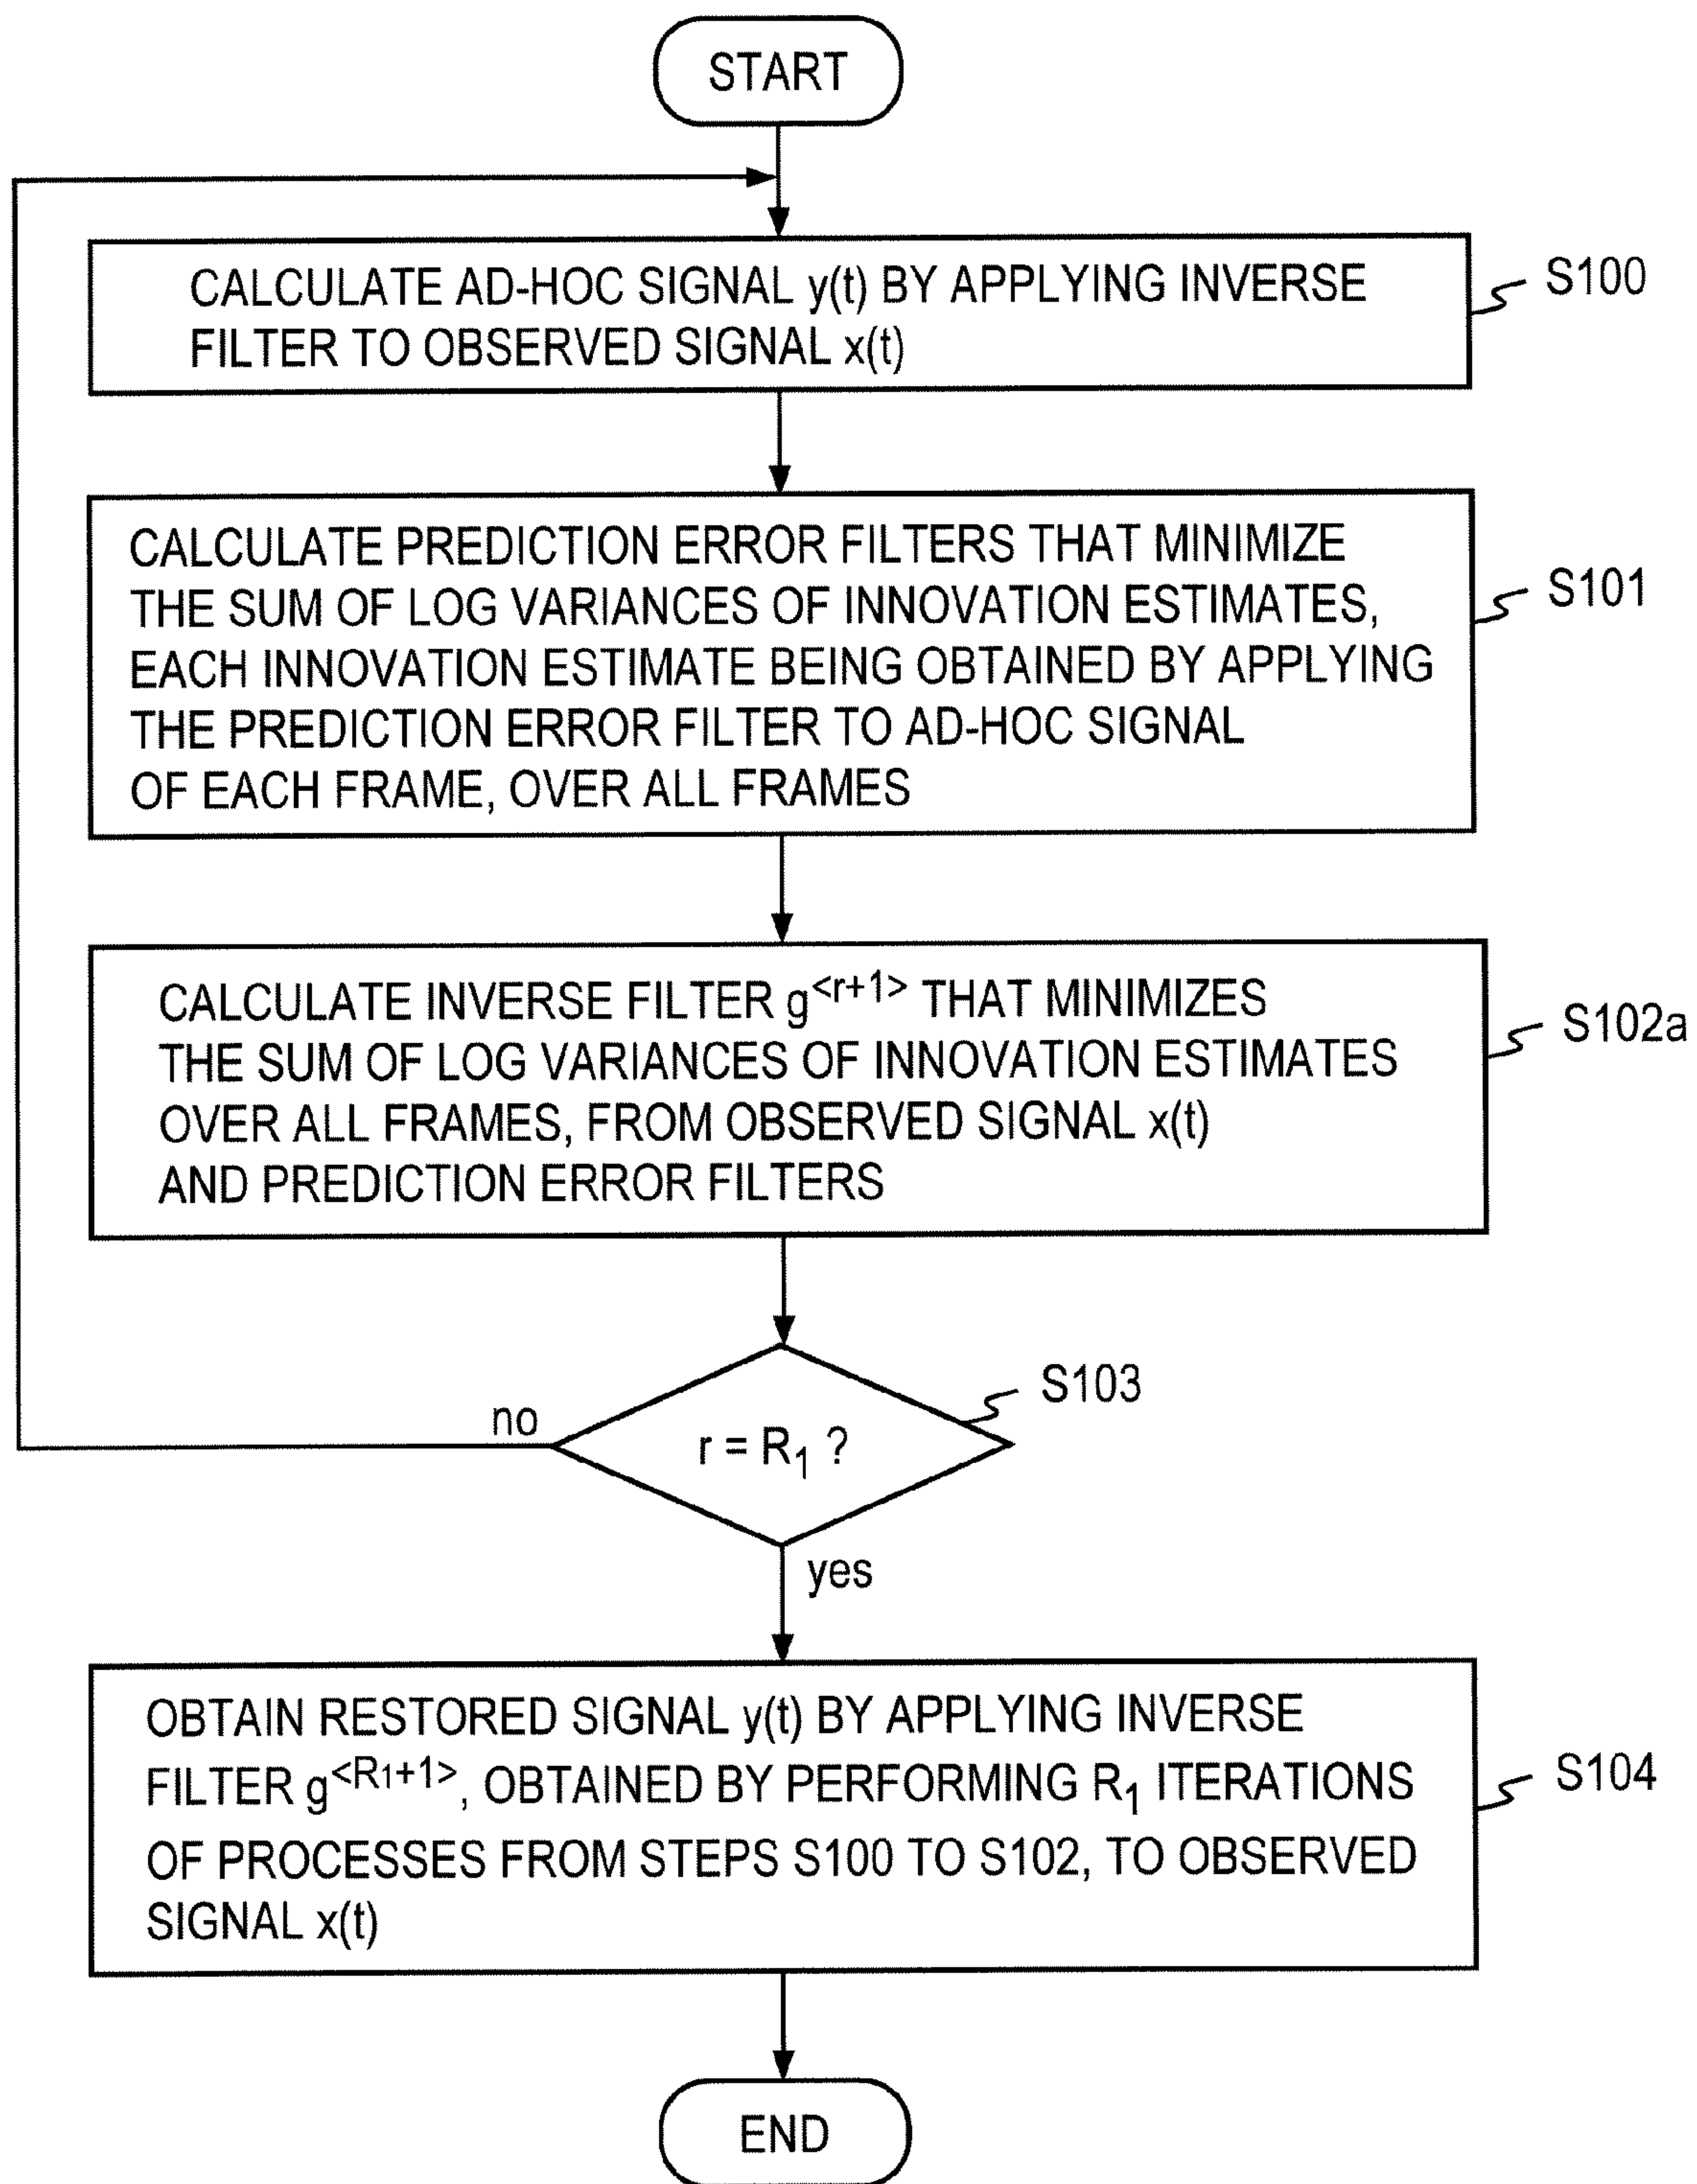 START
CALCULATE AD-HOC SIGNAL y(t) BY APPLYING INVERSE
FILTER TO OBSERVED SIGNAL x(t)
S100
CALCULATE PREDICTION ERROR FILTERS THAT MINIMIZE
THE SUM OF LOG VARIANCES OF INNOVATION ESTIMATES,
EACH INNOVATION ESTIMATE BEING OBTAINED BY APPLYING
THE PREDICTION ERROR FILTER TO AD-HOC SIGNAL
OF EACH FRAME, OVER ALL FRAMES
S101
CALCULATE INVERSE FILTER g<r+1> THAT MINIMIZES
THE SUM OF LOG VARIANCES OF INNOVATION ESTIMATES
OVER ALL FRAMES, FROM OBSERVED SIGNAL x(t)
AND PREDICTION ERROR FILTERS
S102a
S103
no
r = R1 ?
yes
OBTAIN RESTORED SIGNAL y(t) BY APPLYING INVERSE
FILTER g<R1+1>, OBTAINED BY PERFORMING R1 ITERATIONS
OF PROCESSES FROM STEPS S100 TO S102, TO OBSERVED
SIGNAL x(t)
S104
END